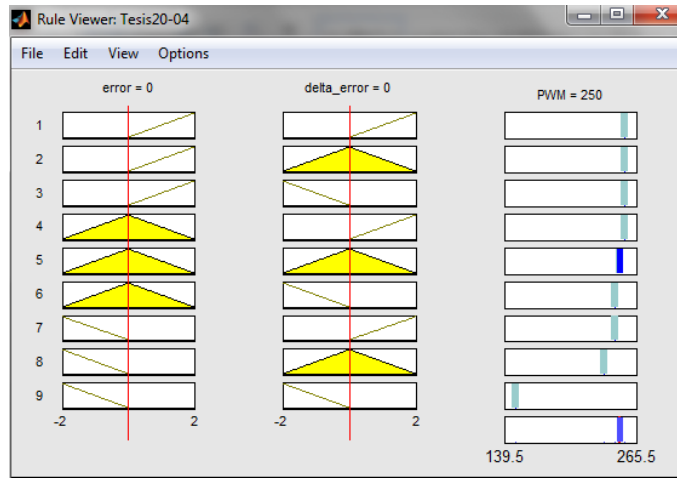 Rule Viewer: Tesis20-04
File Edit View Options
error = 0 delta_error = 0 PWM = 250
1
2
3
4
5
6
7
8
9
-2 2 -2 2
139.5 265.5